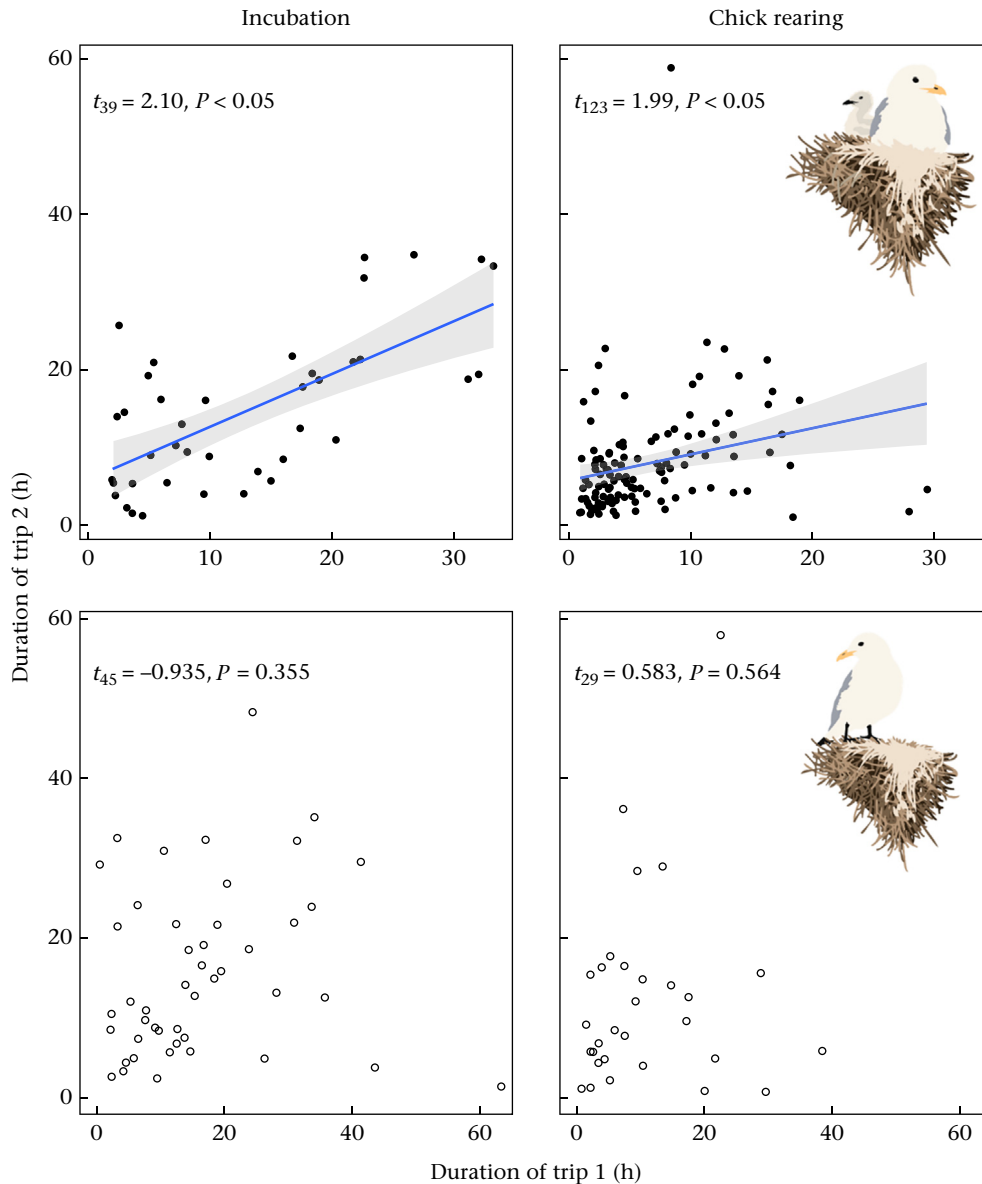 Incubation
Chick rearing
60
40
20
0
t39 = 2.10, P < 0.05
t123 = 1.99, P < 0.05
0 10 20 30
0 10 20 30
Duration of trip 2 (h)
60
40
20
0
t45 = –0.935, P = 0.355
t29 = 0.583, P = 0.564
0 20 40 60
0 20 40 60
Duration of trip 1 (h)